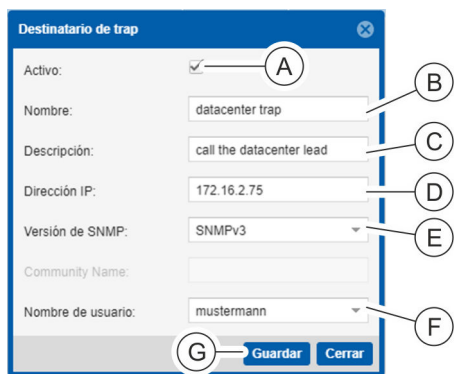 Destinatario de trap
Activo: A
Nombre: datacenter trap B
Descripción: call the datacenter lead C
Dirección IP: 172.16.2.75 D
Versión de SNMP: SNMPv3 E
Community Name:
Nombre de usuario: mustermann F
G Guardar Cerrar